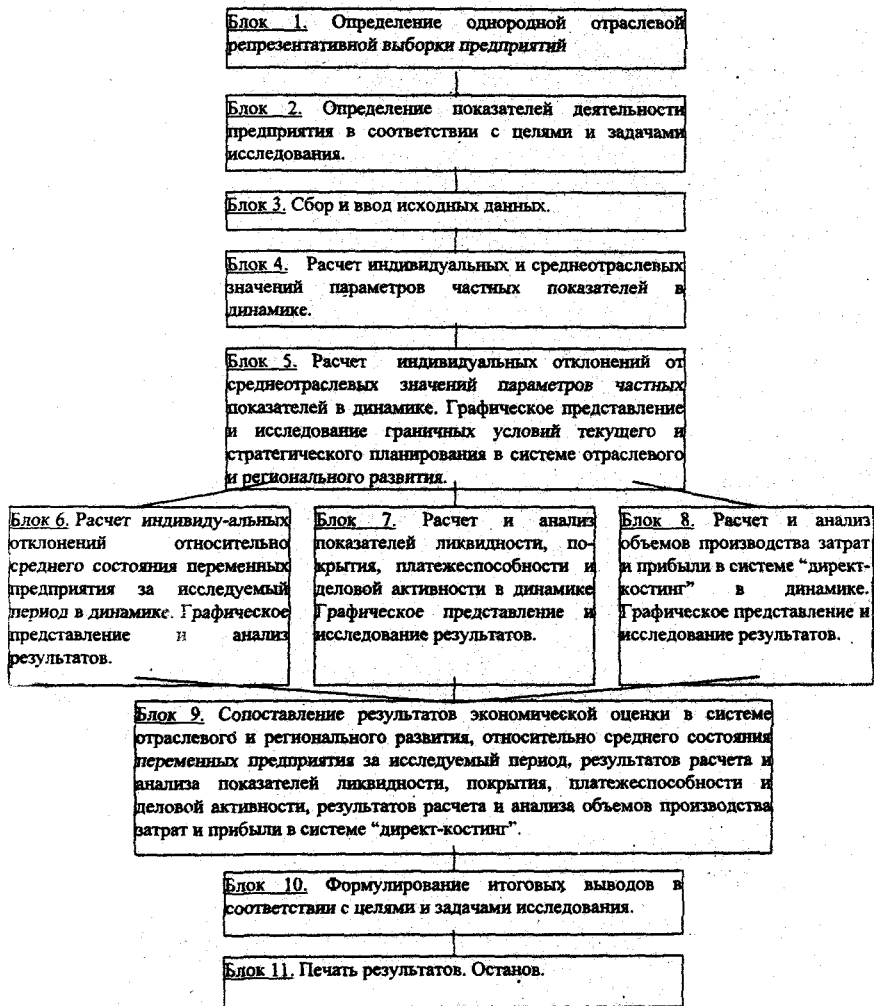 Блок 1. Определение однородной отраслевой
репрезентативной выборки предприятий
Блок 2. Определение показателей деятельности
предприятия в соответствии с целями и задачами
исследования.
Блок 3. Сбор и ввод исходных данных.
Блок 4. Расчет индивидуальных и среднеотраслевых
значений параметров частных показателей в
динамике.
Блок 5. Расчет индивидуальных отклонений от
среднеотраслевых значений параметров частных
показателей в динамике. Графическое представление
и исследование граничных условий текущего и
стратегического планирования в системе отраслевого
и регионального развития.
Блок 6. Расчет индивиду-альных
отклонений относительно
среднего состояния переменных
предприятия за исследуемый
период в динамике. Графическое
представление и анализ
результатов.
Блок 7. Расчет и анализ
показателей ликвидности, по-
крытия, платежеспособности и
деловой активности в динамике
Графическое представление и
исследование результатов.
Блок 8. Расчет и анализ
объемов производства затрат
и прибыли в системе “директ-
костинг” в динамике.
Графическое представление и
исследование результатов.
Блок 9. Сопоставление результатов экономической оценки в системе
отраслевого и регионального развития, относительно среднего состояния
переменных предприятия за исследуемый период, результатов расчета и
анализа показателей ликвидности, покрытия, платежеспособности и
деловой активности, результатов расчета и анализа объемов производства
затрат и прибыли в системе “директ-костинг”.
Блок 10. Формулирование итоговых выводов в
соответствии с целями и задачами исследования.
Блок 11. Печать результатов. Останов.